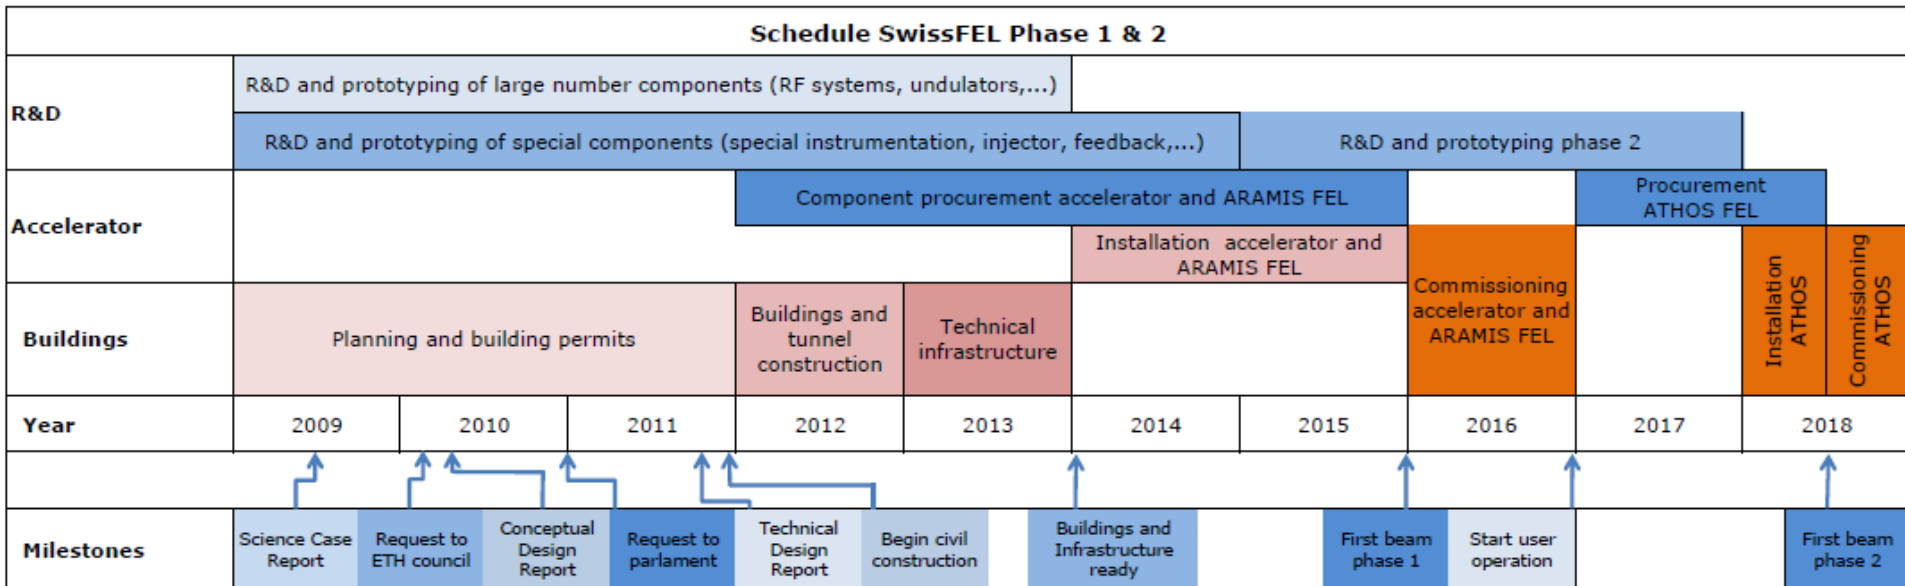 Schedule SwissFEL Phase 1 & 2
R&D
R&D and prototyping of large number components (RF systems, undulators,...)
R&D and prototyping of special components (special instrumentation, injector, feedback,...)
R&D and prototyping phase 2
Accelerator
Component procurement accelerator and ARAMIS FEL
Procurement
ATHOS FEL
Installation accelerator and
ARAMIS FEL
Commissioning
accelerator and
ARAMIS FEL
Installation
ATHOS
Commissioning
ATHOS
Buildings
Planning and building permits
Buildings and
tunnel
construction
Technical
infrastructure
Year
2009
2010
2011
2012
2013
2014
2015
2016
2017
2018
Milestones
Science Case
Report
Request to
ETH council
Conceptual
Design
Report
Request to
parlament
Technical
Design
Report
Begin civil
construction
Buildings and
Infrastructure
ready
First beam
phase 1
Start user
operation
First beam
phase 2